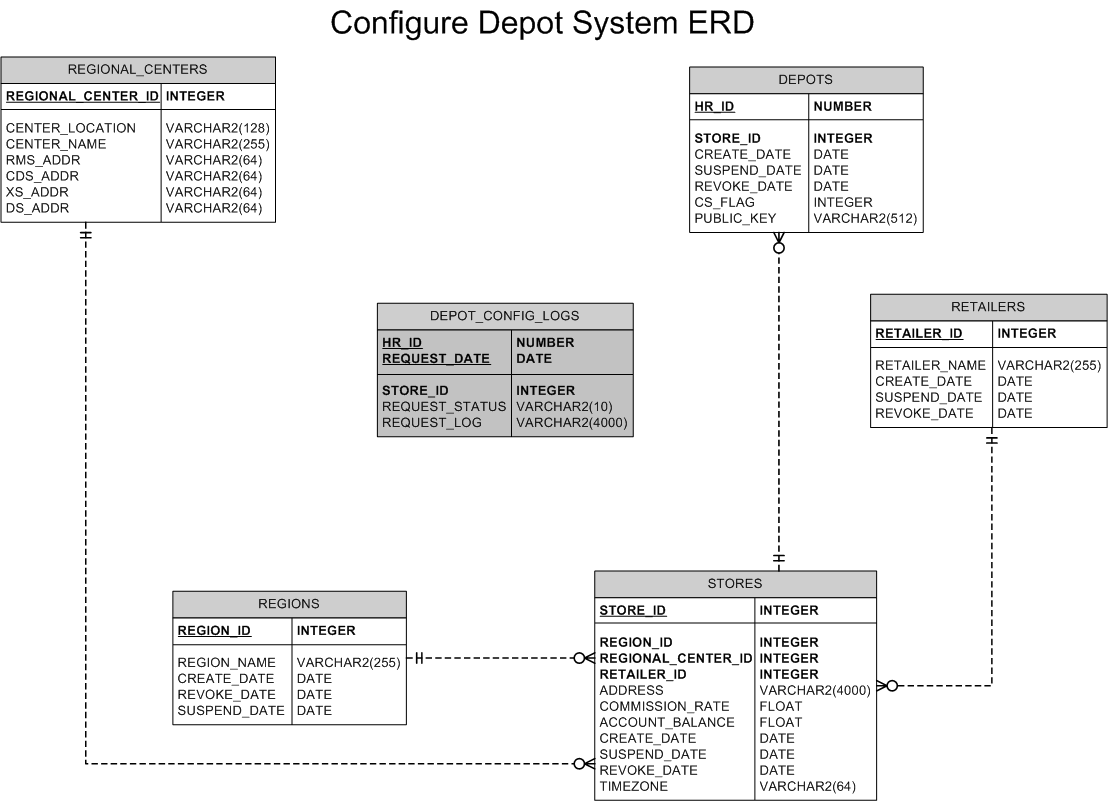 Configure Depot System ERD
REGIONAL_CENTERS
REGIONAL_CENTER_ID INTEGER
CENTER_LOCATION VARCHAR2(128)
CENTER_NAME VARCHAR2(255)
RMS_ADDR VARCHAR2(64)
CDS_ADDR VARCHAR2(64)
XS_ADDR VARCHAR2(64)
DS_ADDR VARCHAR2(64)
DEPOTS
HR_ID NUMBER
STORE_ID INTEGER
CREATE_DATE DATE
SUSPEND_DATE DATE
REVOKE_DATE DATE
CS_FLAG INTEGER
PUBLIC_KEY VARCHAR2(512)
DEPOT_CONFIG_LOGS
HR_ID NUMBER
REQUEST_DATE DATE
STORE_ID INTEGER
REQUEST_STATUS VARCHAR2(10)
REQUEST_LOG VARCHAR2(4000)
RETAILERS
RETAILER_ID INTEGER
RETAILER_NAME VARCHAR2(255)
CREATE_DATE DATE
SUSPEND_DATE DATE
REVOKE_DATE DATE
REGIONS
REGION_ID INTEGER
REGION_NAME VARCHAR2(255)
CREATE_DATE DATE
REVOKE_DATE DATE
SUSPEND_DATE DATE
STORES
STORE_ID INTEGER
REGION_ID INTEGER
REGIONAL_CENTER_ID INTEGER
RETAILER_ID INTEGER
ADDRESS VARCHAR2(4000)
COMMISSION_RATE FLOAT
ACCOUNT_BALANCE FLOAT
CREATE_DATE DATE
SUSPEND_DATE DATE
REVOKE_DATE DATE
TIMEZONE VARCHAR2(64)